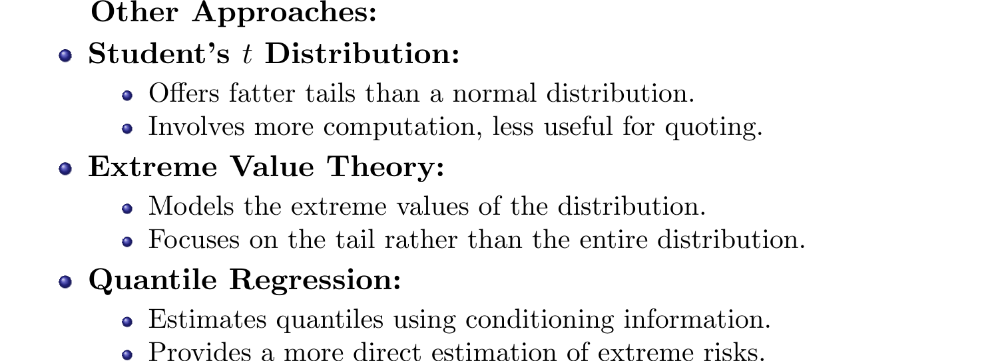 Other Approaches:
Student's t Distribution:
Offers fatter tails than a normal distribution.
Involves more computation, less useful for quoting.
Extreme Value Theory:
Models the extreme values of the distribution.
Focuses on the tail rather than the entire distribution.
Quantile Regression:
Estimates quantiles using conditioning information.
Provides a more direct estimation of extreme risks.